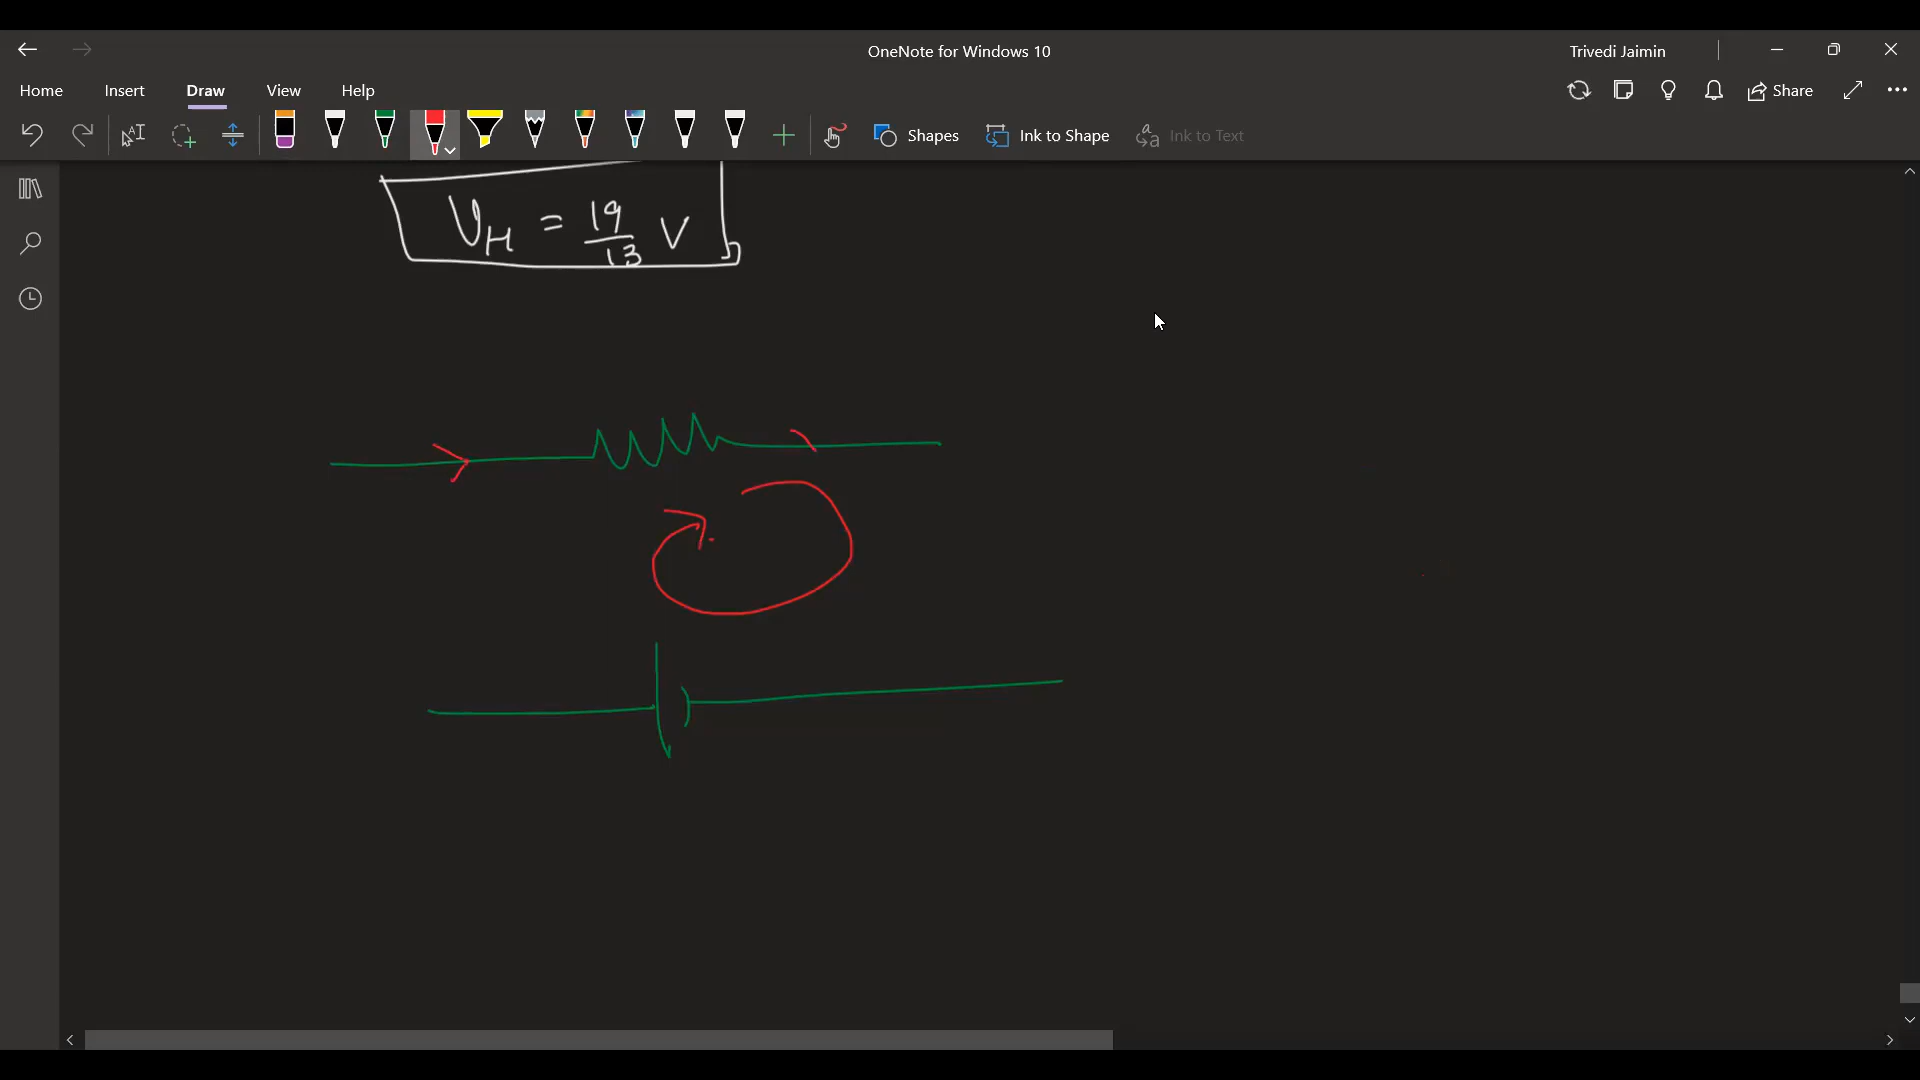 OneNote for Windows 10
Trivedi Jaimin
Home Insert Draw View Help
Share
Shapes
Ink to Shape
Ink to Text
V_H = 19/13 V